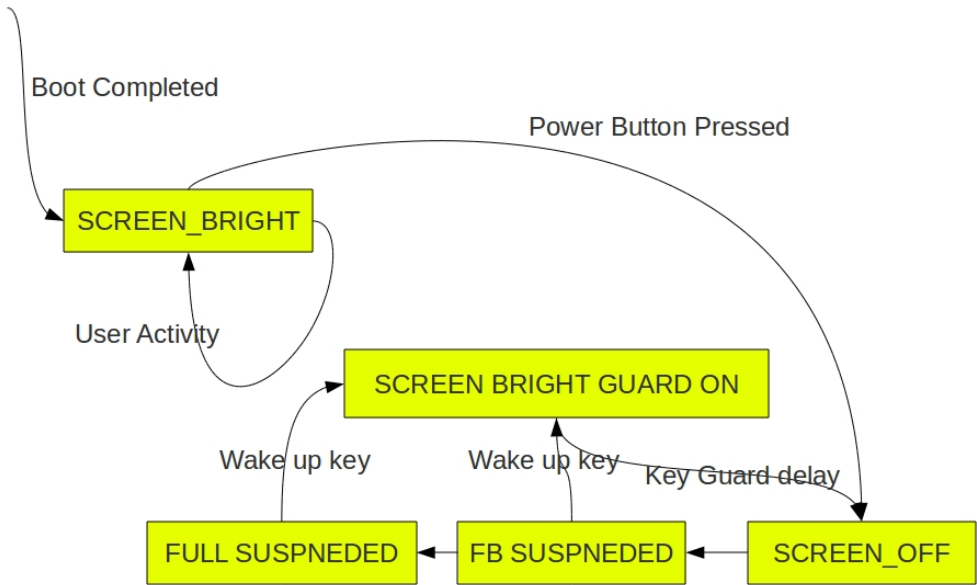 Boot Completed
Power Button Pressed
SCREEN_BRIGHT
User Activity
SCREEN BRIGHT GUARD ON
Wake up key
Wake up key
Key Guard delay
FULL SUSPNEDED
FB SUSPNEDED
SCREEN_OFF